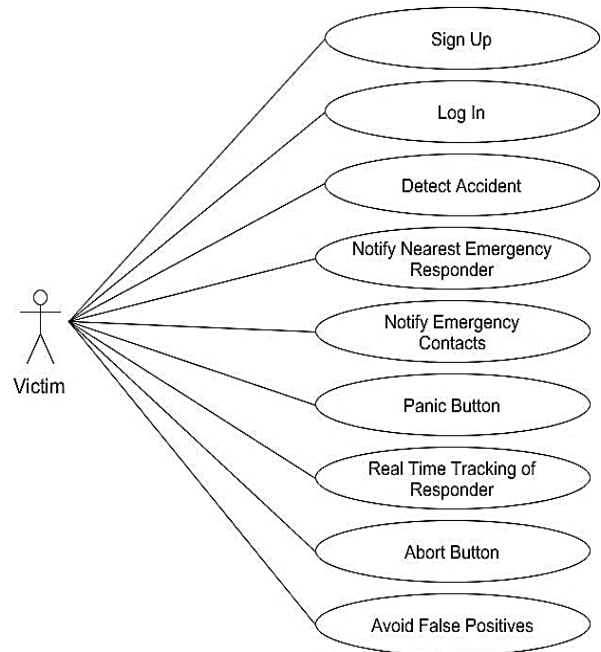 Sign Up
Log In
Detect Accident
Notify Nearest Emergency
Responder
Notify Emergency
Contacts
Victim
Panic Button
Real Time Tracking of
Responder
Abort Button
Avoid False Positives